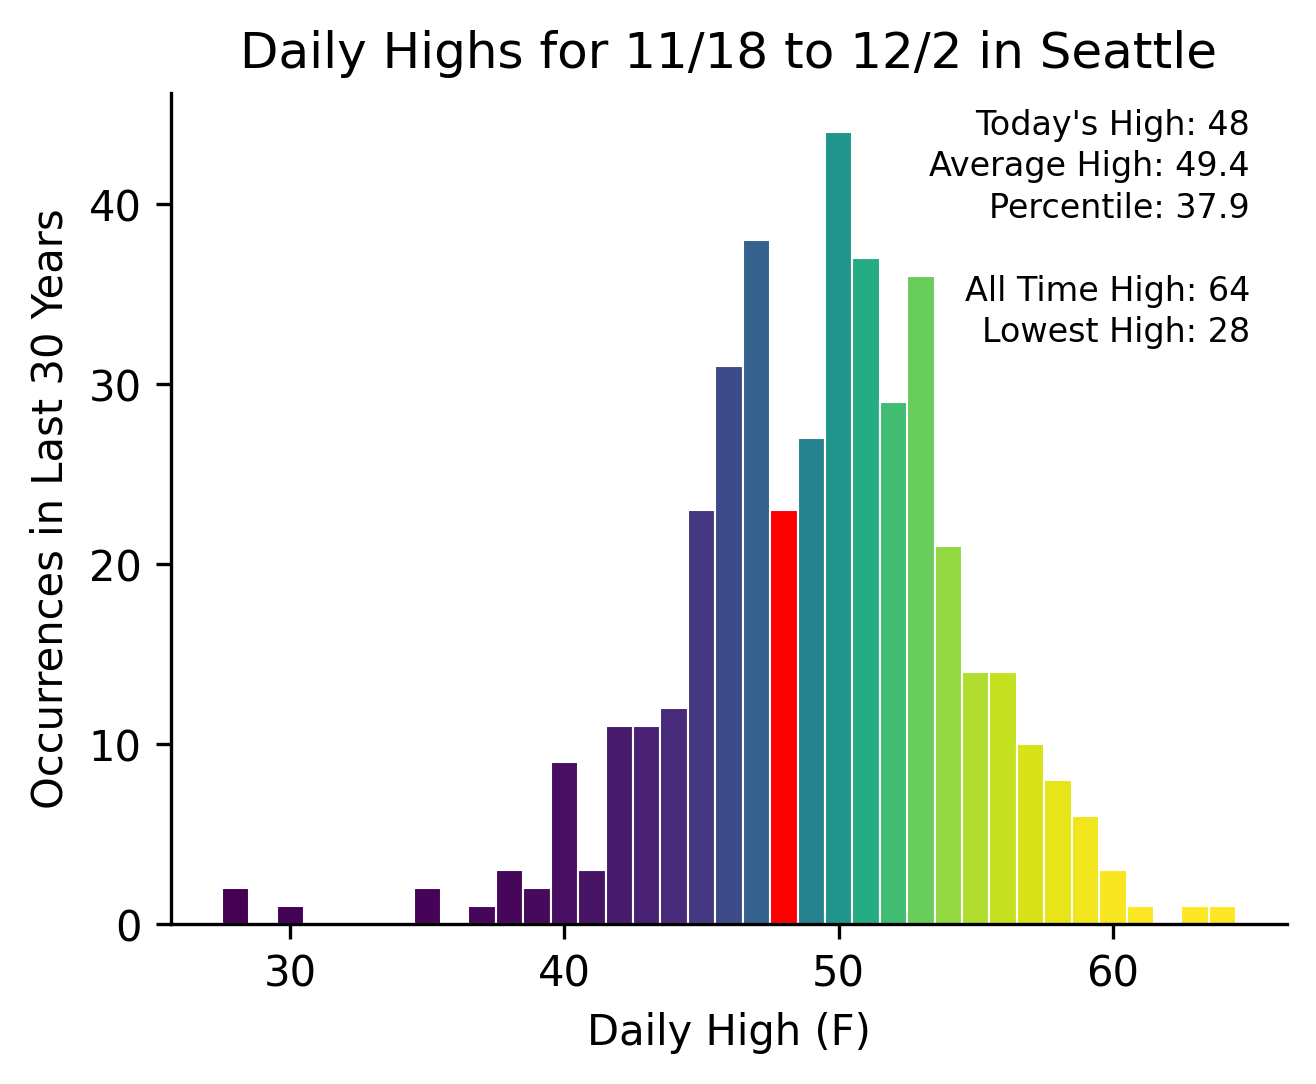 Daily Highs for 11/18 to 12/2 in Seattle
Today's High: 48
Average High: 49.4
Percentile: 37.9
All Time High: 64
Lowest High: 28
Occurrences in Last 30 Years
40
30
20
10
0
30 40 50 60
Daily High (F)